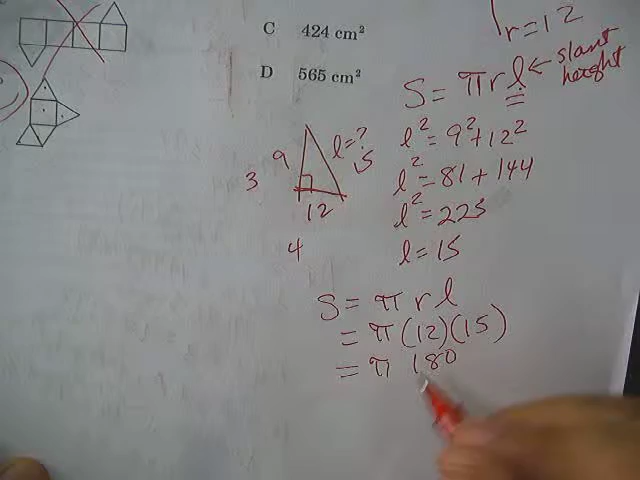 C 424 cm²
r = 12
D 565 cm²
S = πrl ← slant height
9 l = ? 15
l² = 9² + 12²
3
l² = 81 + 144
12
l² = 225
4
l = 15
S = π r l
= π (12)(15)
= π 180